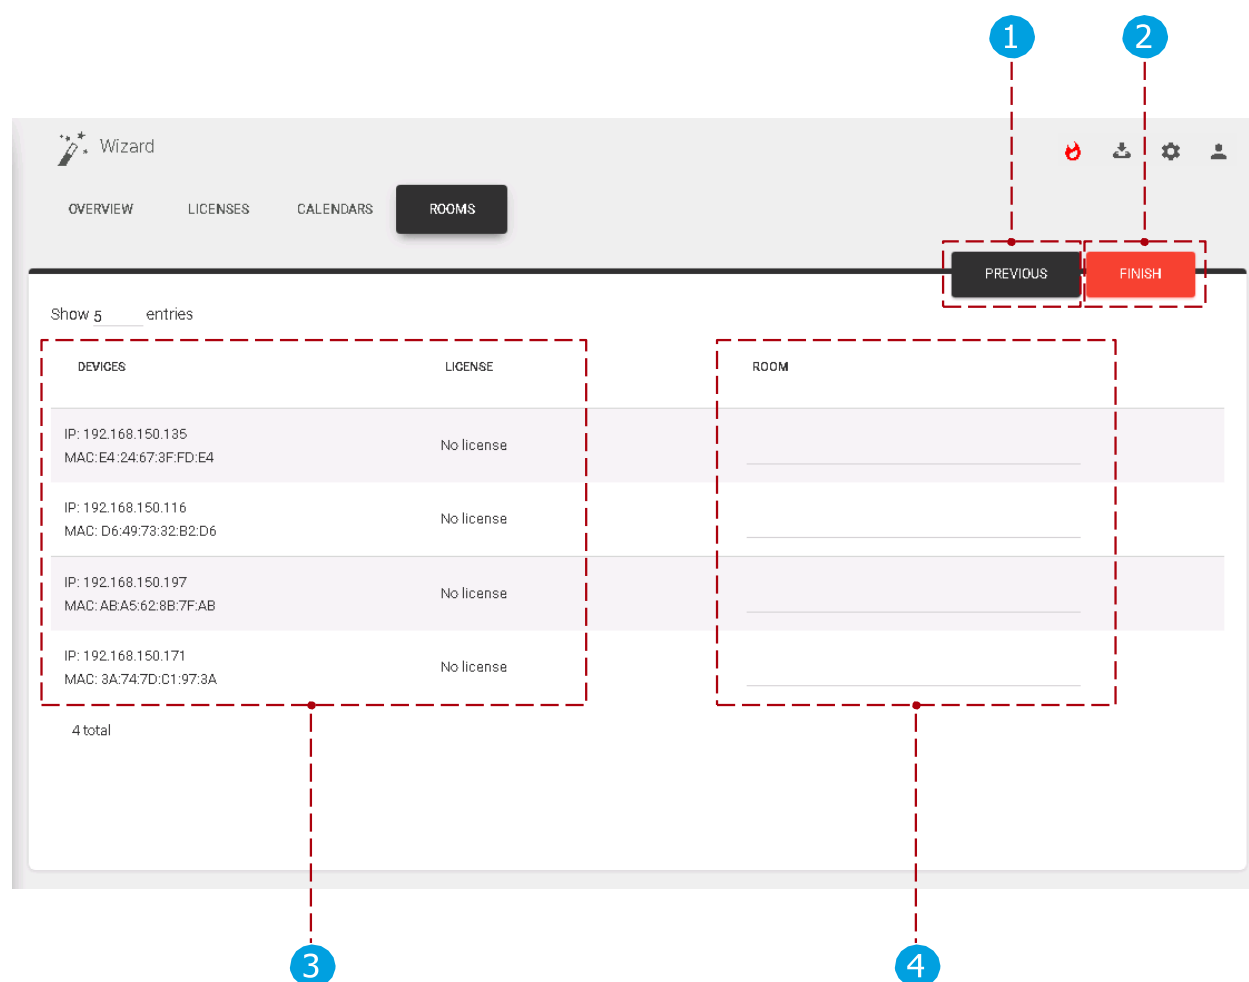 1 2
Wizard
OVERVIEW LICENSES CALENDARS ROOMS
PREVIOUS FINISH
Show 5 entries
DEVICES LICENSE ROOM
IP: 192.168.150.135
No license
MAC:E4:24:67:3F:FD:E4
IP: 192.168.150.116
No license
MAC: D6:49:73:32:B2:D6
IP: 192.168.150.197
No license
MAC: AB:A5:62:8B:7F:AB
IP: 192.168.150.171
No license
MAC: 3A:74:7D:C1:97:3A
4 total
3 4